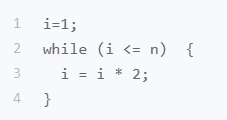 1 i=1;
2 while (i <= n)  {
3   i = i * 2;
4 }